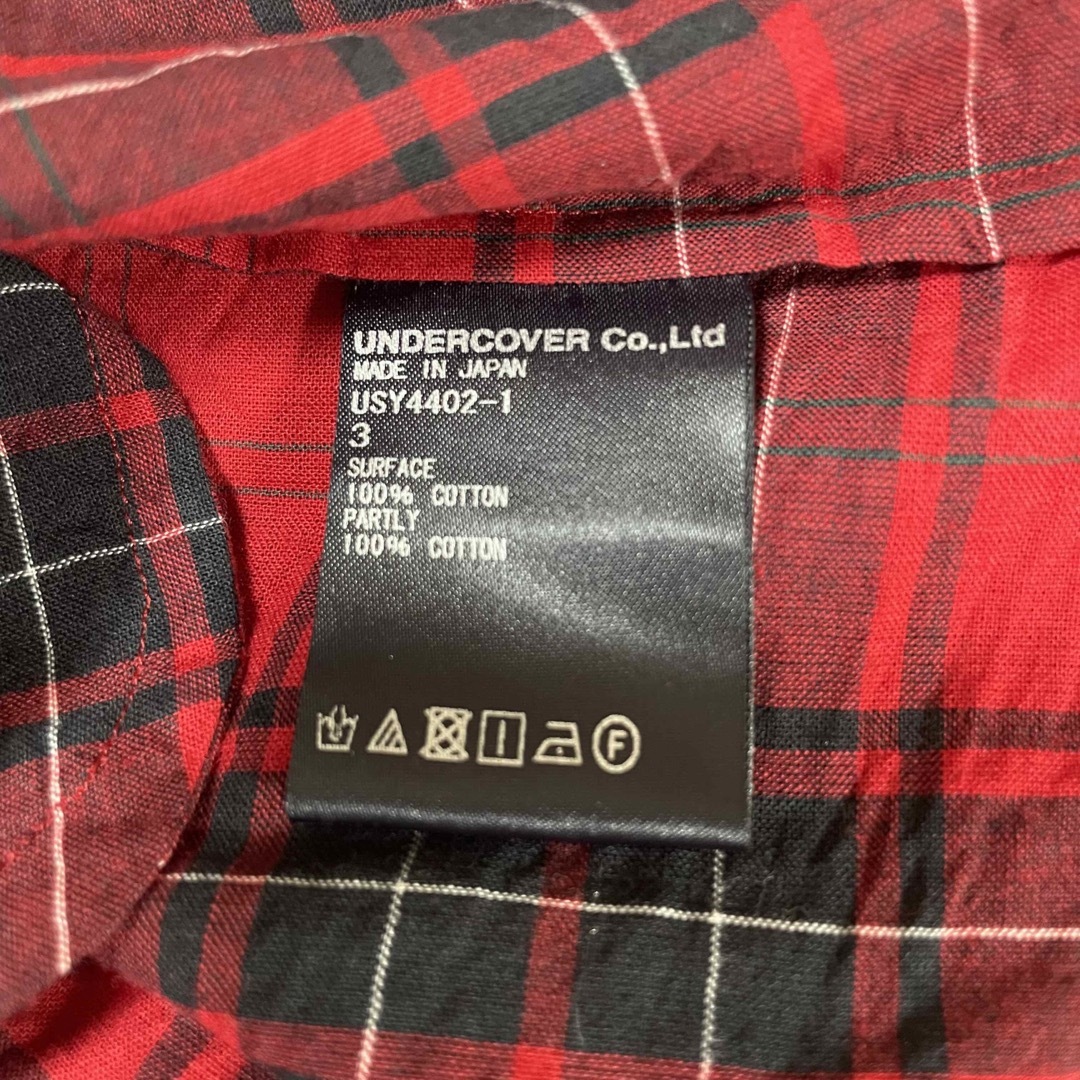 UNDERCOVER Co.,Ltd
MADE IN JAPAN
USY4402-1
3
SURFACE
100% COTTON
PARTLY
100% COTTON
F